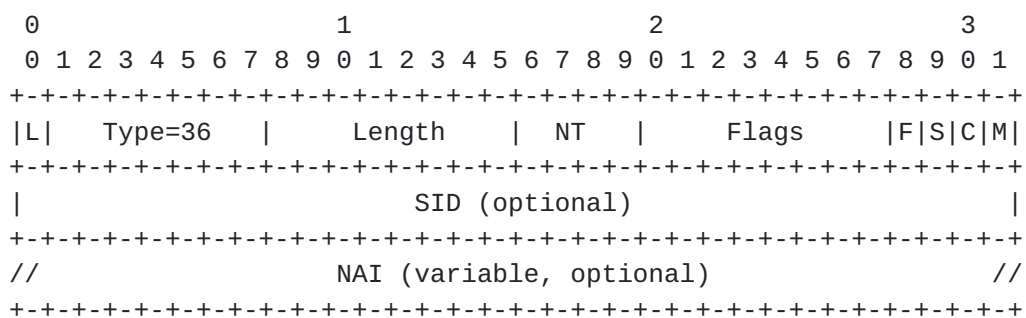 0                   1                   2                   3
 0 1 2 3 4 5 6 7 8 9 0 1 2 3 4 5 6 7 8 9 0 1 2 3 4 5 6 7 8 9 0 1
+-+-+-+-+-+-+-+-+-+-+-+-+-+-+-+-+-+-+-+-+-+-+-+-+-+-+-+-+-+-+-+-+
|L|   Type=36   |     Length    |  NT   |     Flags     |F|S|C|M|
+-+-+-+-+-+-+-+-+-+-+-+-+-+-+-+-+-+-+-+-+-+-+-+-+-+-+-+-+-+-+-+-+
|                         SID (optional)                        |
+-+-+-+-+-+-+-+-+-+-+-+-+-+-+-+-+-+-+-+-+-+-+-+-+-+-+-+-+-+-+-+-+
//                   NAI (variable, optional)                  //
+-+-+-+-+-+-+-+-+-+-+-+-+-+-+-+-+-+-+-+-+-+-+-+-+-+-+-+-+-+-+-+-+